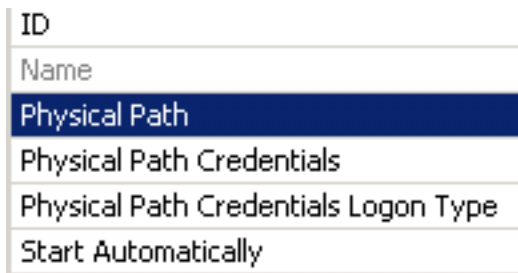 ID
Name
Physical Path
Physical Path Credentials
Physical Path Credentials Logon Type
Start Automatically